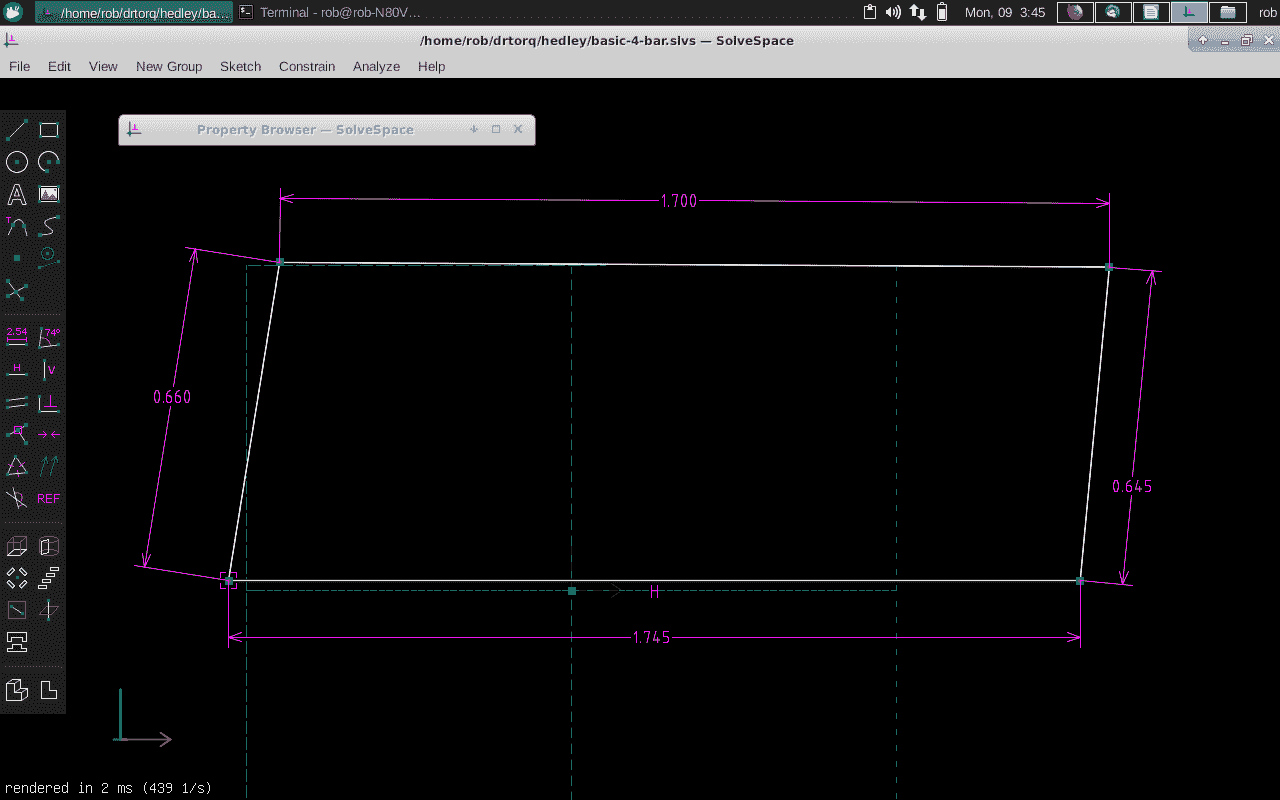 /home/rob/drtorq/hedley/ba... Terminal - rob@rob-N80V... Mon, 09 3:45 rob
/home/rob/drtorq/hedley/basic-4-bar.slvs — SolveSpace
File Edit View New Group Sketch Constrain Analyze Help
Property Browser — SolveSpace
A
T
1.700
2.54 74°
H V
0.660
0.645
REF
H
1.745
rendered in 2 ms (439 1/s)